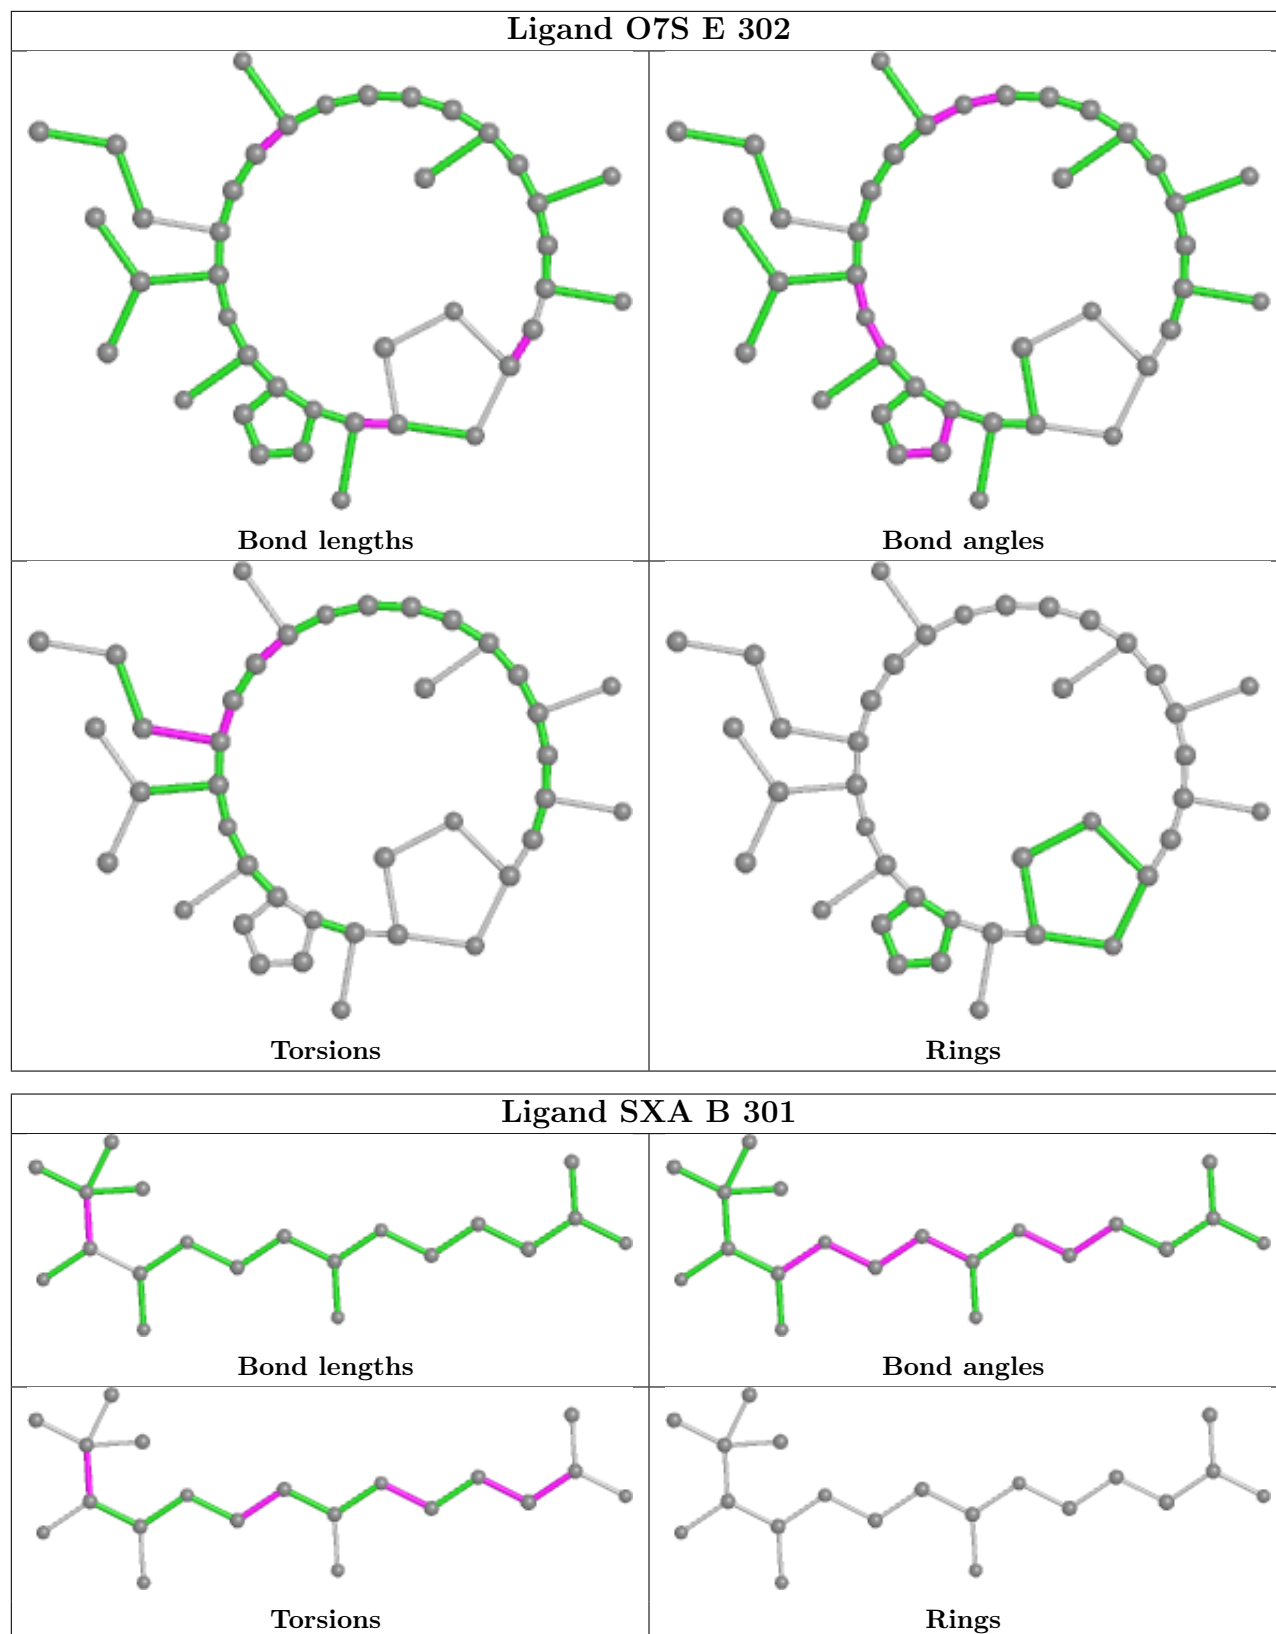 Ligand O7S E 302
Bond lengths
Bond angles
Torsions
Rings
Ligand SXA B 301
Bond lengths
Bond angles
Torsions
Rings